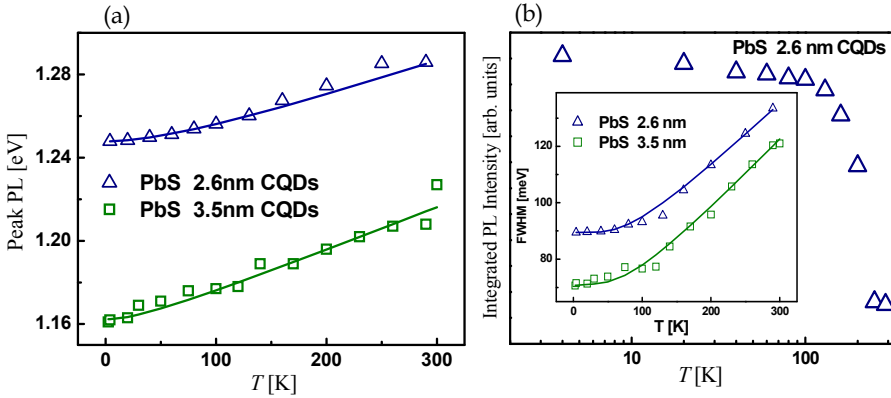 (a)
Peak PL [eV]
1.28
1.24
1.20
1.16
PbS 2.6nm CQDs
PbS 3.5nm CQDs
0
100
200
300
T [K]
(b)
Integrated PL Intensity [arb. units]
PbS 2.6 nm CQDs
10
100
T [K]
PbS 2.6 nm
PbS 3.5 nm
FWHM [meV]
120
100
80
0
100
200
300
T [K]